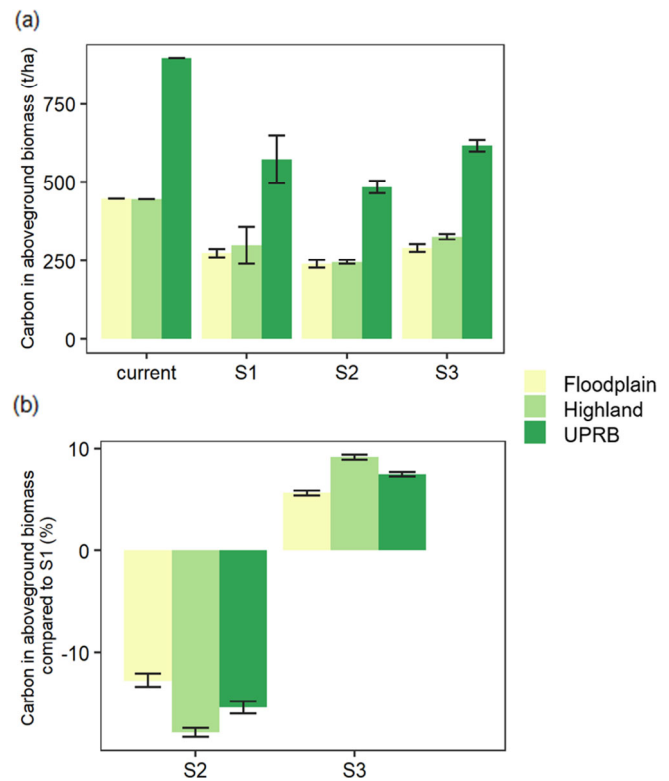 (a)
Carbon in aboveground biomass (t/ha)
750
500
250
0
current S1 S2 S3
Floodplain
Highland
UPRB
(b)
Carbon in aboveground biomass
compared to S1 (%)
10
0
-10
S2 S3